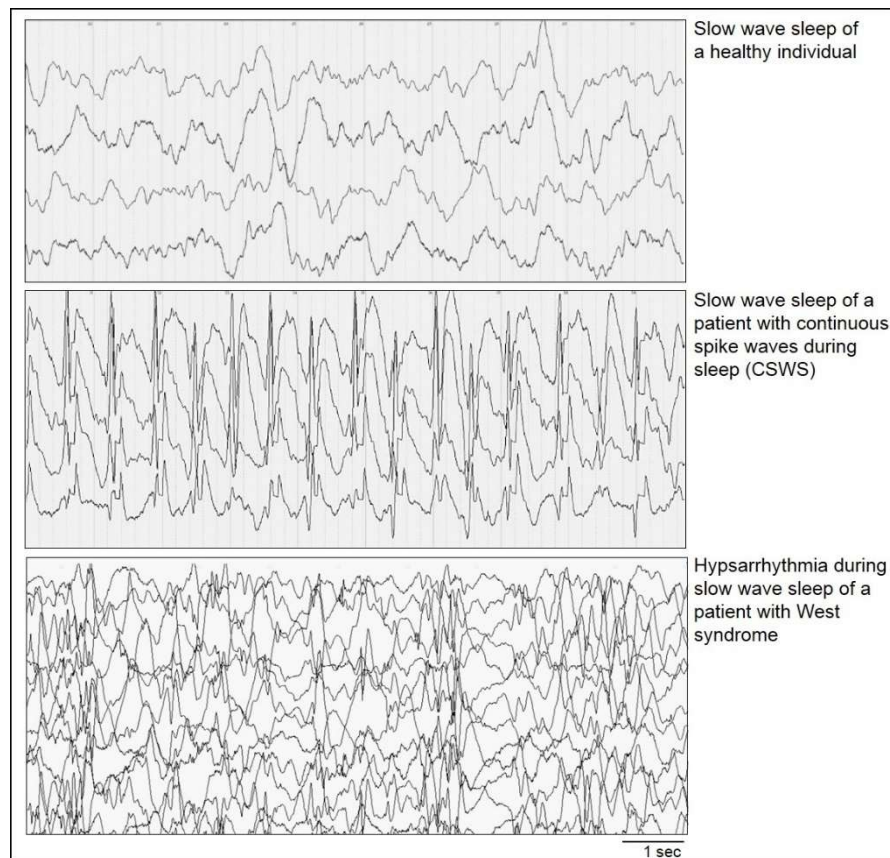 Slow wave sleep of
a healthy individual
Slow wave sleep of a
patient with continuous
spike waves during
sleep (CSWS)
Hypsarrhythmia during
slow wave sleep of a
patient with West
syndrome
1 sec